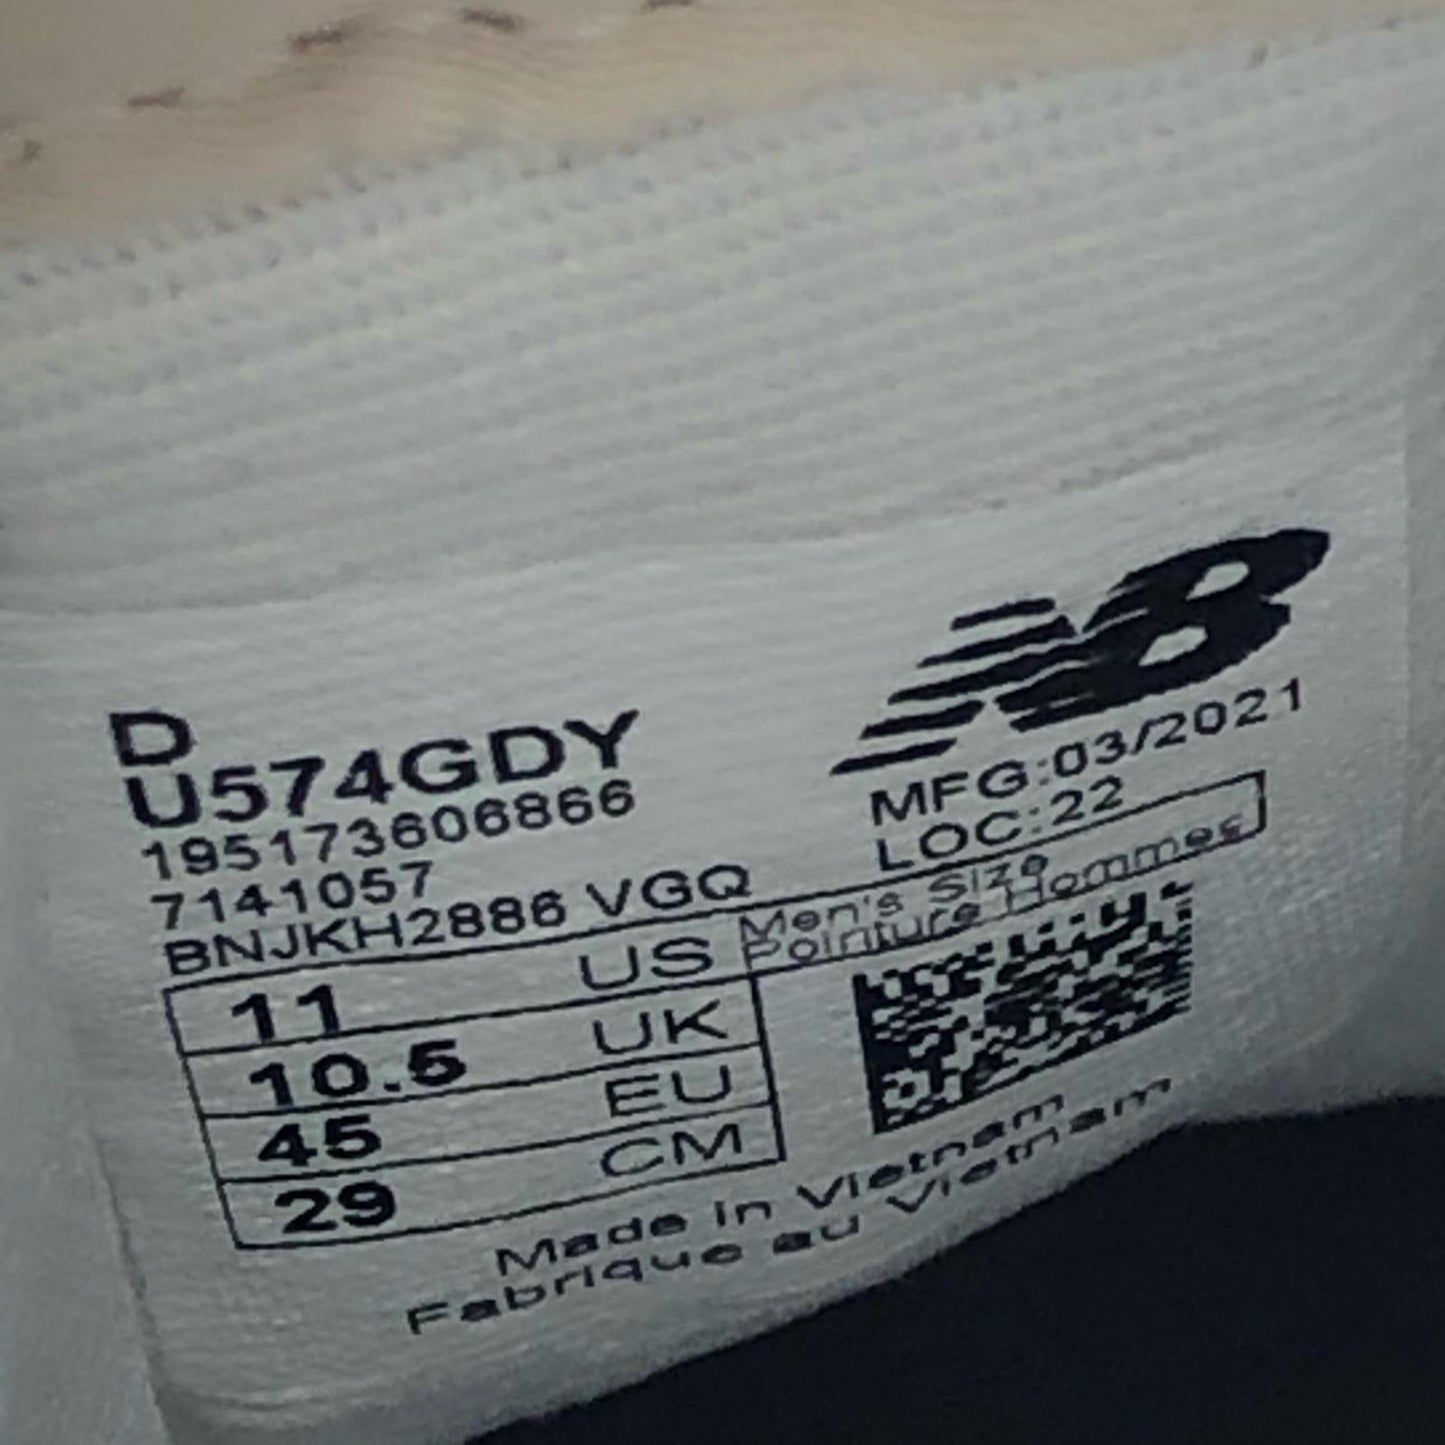 D
U574GDY
195173606866
7141057
BNJKH2886 VGQ
NB
MFG:03/2021
LOC:22
Men's Size
Pointure Hommes
11 US
10.5 UK
45 EU
29 CM
Made in Vietnam
Fabrique au Vietnam